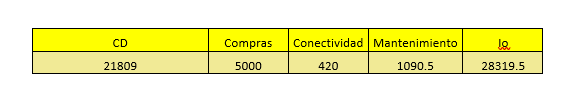 CD Compras Conectividad Mantenimiento Io
21809 5000 420 1090.5 28319.5